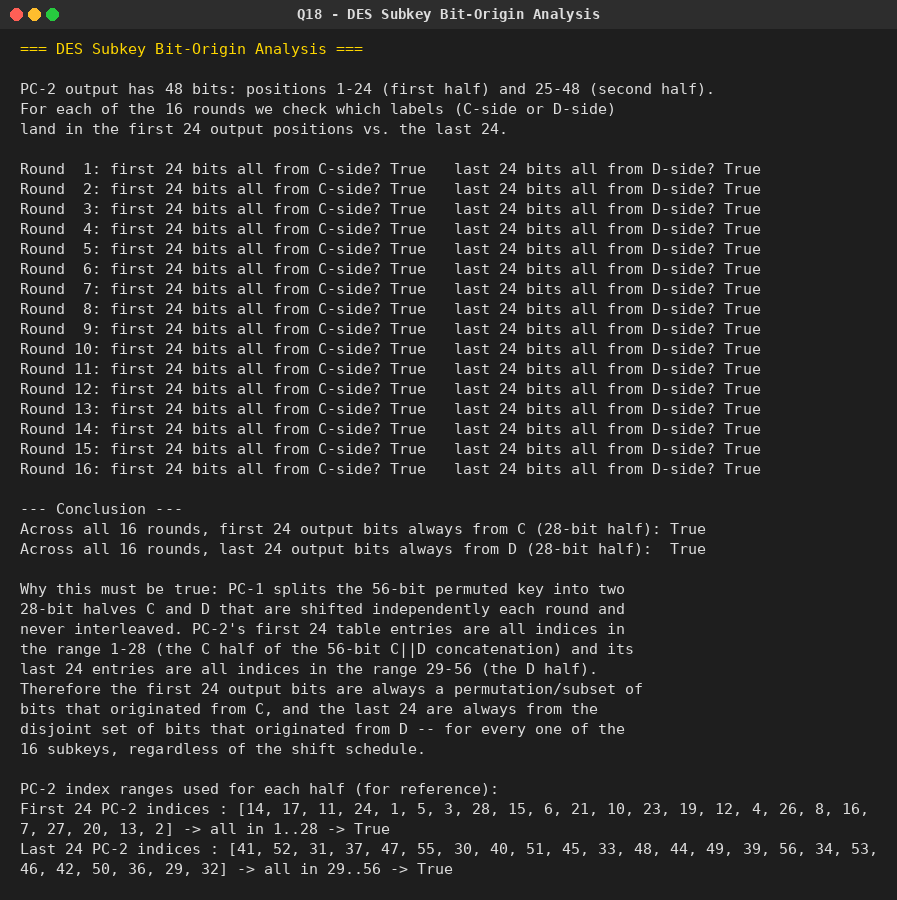 Q18 - DES Subkey Bit-Origin Analysis
=== DES Subkey Bit-Origin Analysis ===
PC-2 output has 48 bits: positions 1-24 (first half) and 25-48 (second half).
For each of the 16 rounds we check which labels (C-side or D-side)
land in the first 24 output positions vs. the last 24.
Round  1: first 24 bits all from C-side? True   last 24 bits all from D-side? True
Round  2: first 24 bits all from C-side? True   last 24 bits all from D-side? True
Round  3: first 24 bits all from C-side? True   last 24 bits all from D-side? True
Round  4: first 24 bits all from C-side? True   last 24 bits all from D-side? True
Round  5: first 24 bits all from C-side? True   last 24 bits all from D-side? True
Round  6: first 24 bits all from C-side? True   last 24 bits all from D-side? True
Round  7: first 24 bits all from C-side? True   last 24 bits all from D-side? True
Round  8: first 24 bits all from C-side? True   last 24 bits all from D-side? True
Round  9: first 24 bits all from C-side? True   last 24 bits all from D-side? True
Round 10: first 24 bits all from C-side? True   last 24 bits all from D-side? True
Round 11: first 24 bits all from C-side? True   last 24 bits all from D-side? True
Round 12: first 24 bits all from C-side? True   last 24 bits all from D-side? True
Round 13: first 24 bits all from C-side? True   last 24 bits all from D-side? True
Round 14: first 24 bits all from C-side? True   last 24 bits all from D-side? True
Round 15: first 24 bits all from C-side? True   last 24 bits all from D-side? True
Round 16: first 24 bits all from C-side? True   last 24 bits all from D-side? True
--- Conclusion ---
Across all 16 rounds, first 24 output bits always from C (28-bit half): True
Across all 16 rounds, last 24 output bits always from D (28-bit half):  True
Why this must be true: PC-1 splits the 56-bit permuted key into two
28-bit halves C and D that are shifted independently each round and
never interleaved. PC-2's first 24 table entries are all indices in
the range 1-28 (the C half of the 56-bit C||D concatenation) and its
last 24 entries are all indices in the range 29-56 (the D half).
Therefore the first 24 output bits are always a permutation/subset of
bits that originated from C, and the last 24 are always from the
disjoint set of bits that originated from D -- for every one of the
16 subkeys, regardless of the shift schedule.
PC-2 index ranges used for each half (for reference):
First 24 PC-2 indices : [14, 17, 11, 24, 1, 5, 3, 28, 15, 6, 21, 10, 23, 19, 12, 4, 26, 8, 16,
7, 27, 20, 13, 2] -> all in 1..28 -> True
Last 24 PC-2 indices : [41, 52, 31, 37, 47, 55, 30, 40, 51, 45, 33, 48, 44, 49, 39, 56, 34, 53,
46, 42, 50, 36, 29, 32] -> all in 29..56 -> True